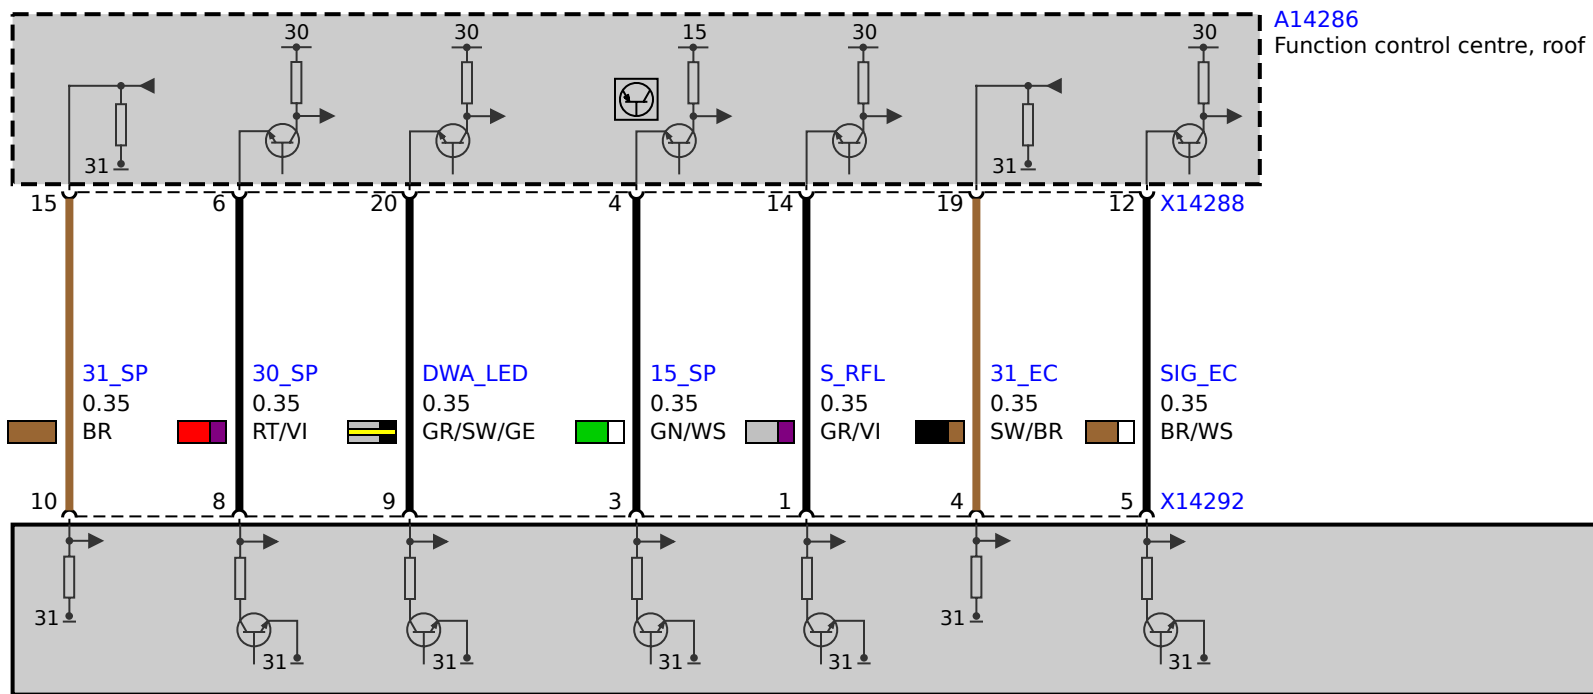 A14286
Function control centre, roof
30 30 15 30 30
31 31
15 6 20 4 14 19 12 X14288
31_SP 30_SP DWA_LED 15_SP S_RFL 31_EC SIG_EC
0.35 0.35 0.35 0.35 0.35 0.35 0.35
BR RT/VI GR/SW/GE GN/WS GR/VI SW/BR BR/WS
10 8 9 3 1 4 5 X14292
31 31
31 31 31 31 31